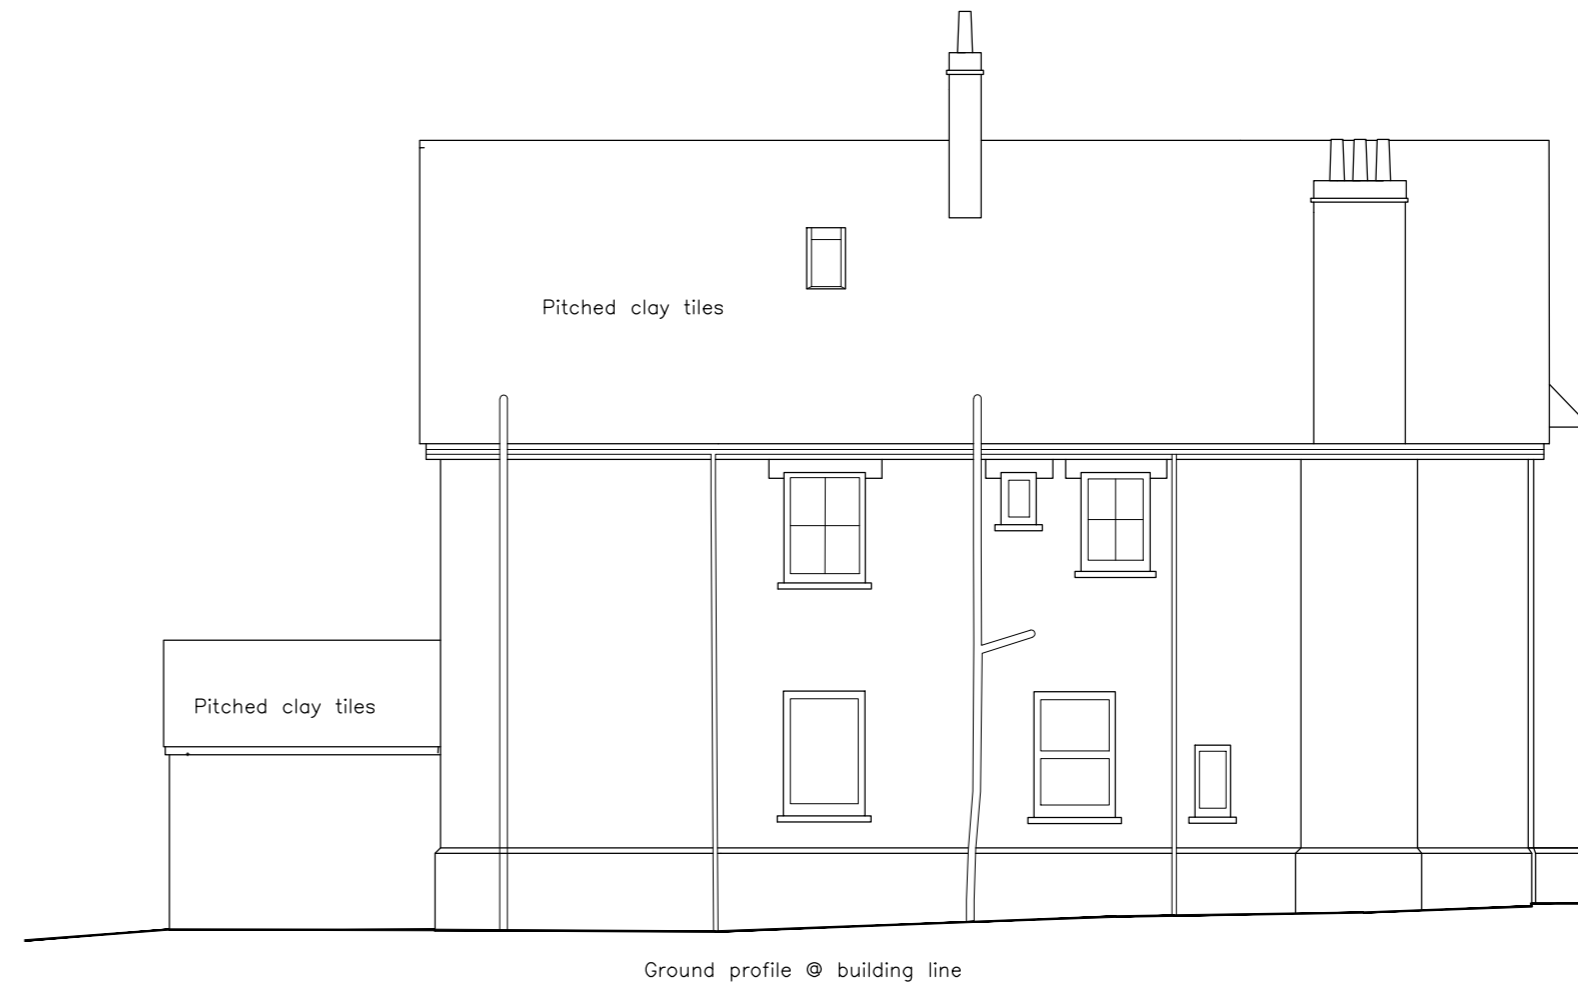 Pitched clay tiles
Pitched clay tiles
Ground profile @ building line